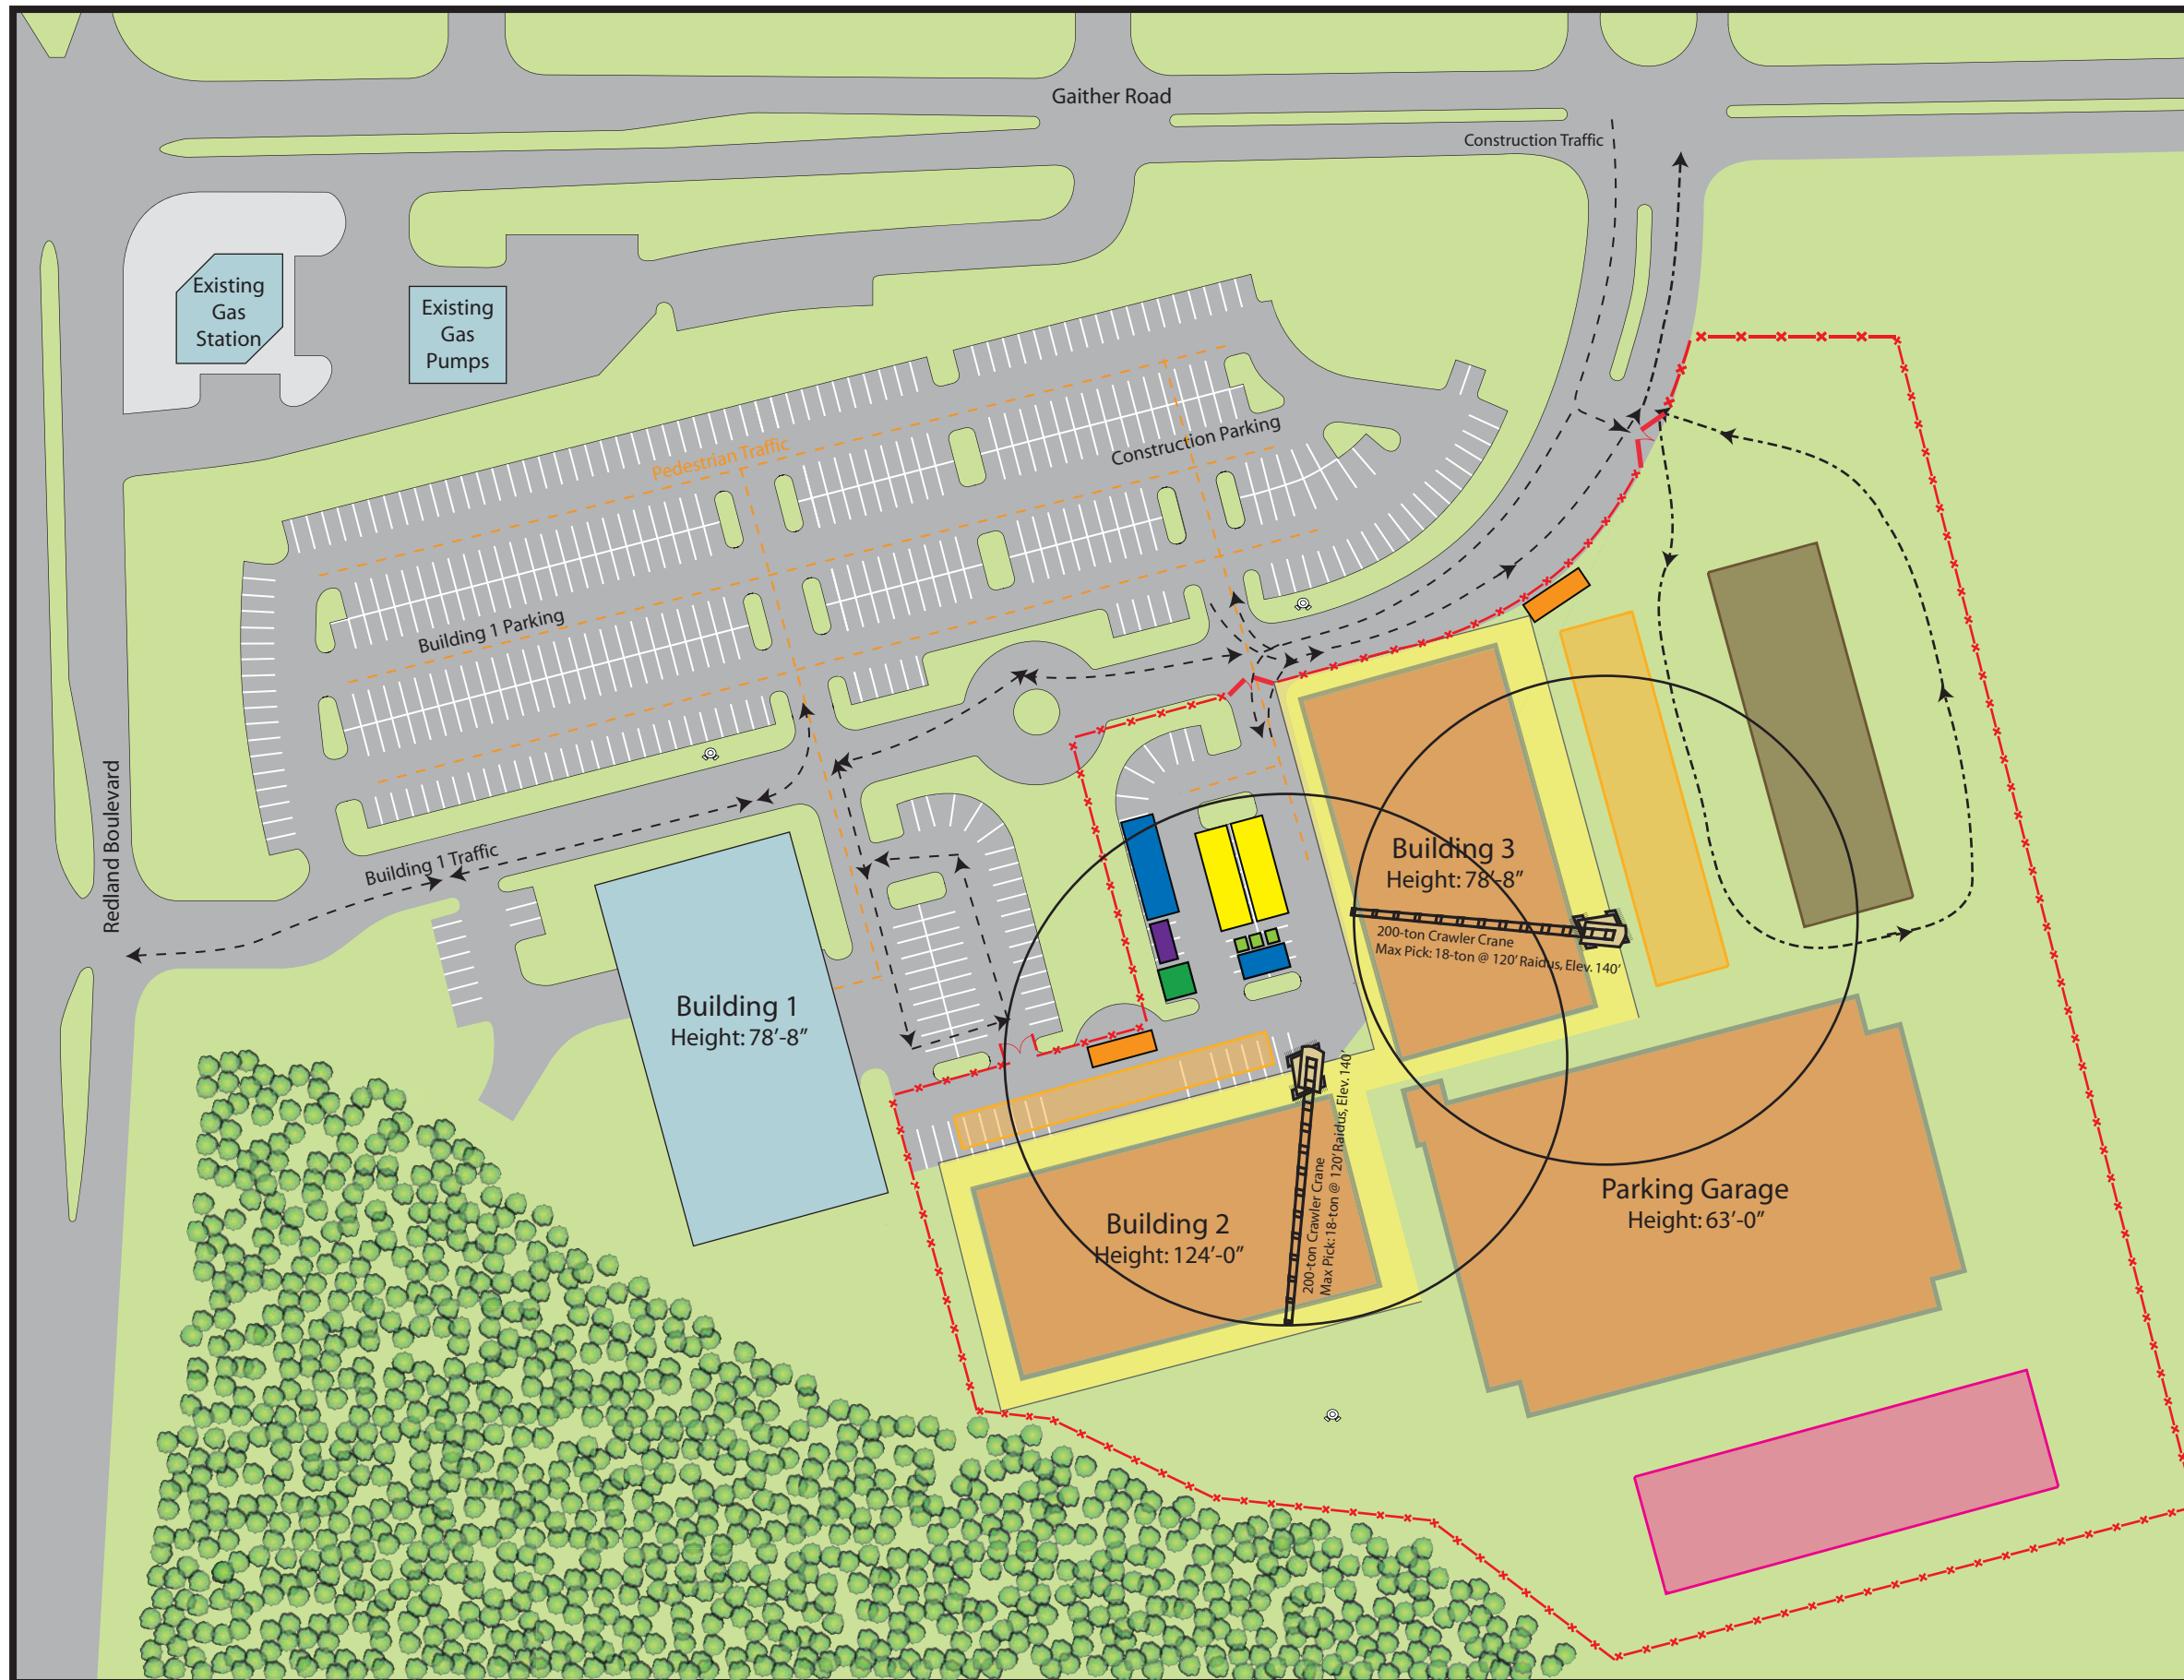 Gaither Road
Construction Traffic
Existing
Gas
Station
Existing
Gas
Pumps
Pedestrian Traffic
Construction Parking
Building 1 Parking
Redland Boulevard
Building 1 Traffic
Building 3
Height: 78'-8"
200-ton Crawler Crane
Max Pick: 18-ton @ 120' Raidus, Elev. 140'
Building 1
Height: 78'-8"
Building 2
Height: 124'-0"
200-ton Crawler Crane
Max Pick: 18-ton @ 120' Raidus, Elev. 140'
Parking Garage
Height: 63'-0"